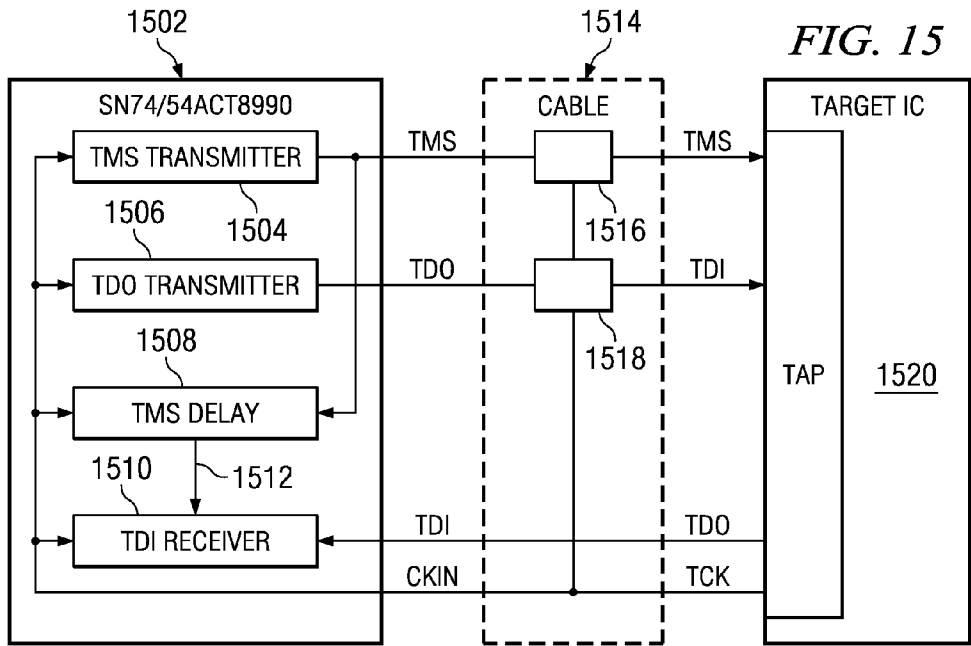 1502
1514
FIG. 15
SN74/54ACT8990
CABLE
TARGET IC
TMS TRANSMITTER
TMS
TMS
1504
1516
1506
TDO TRANSMITTER
TDO
TDI
1518
1508
TMS DELAY
TAP
1520
1512
1510
TDI RECEIVER
TDI
TDO
CKIN
TCK